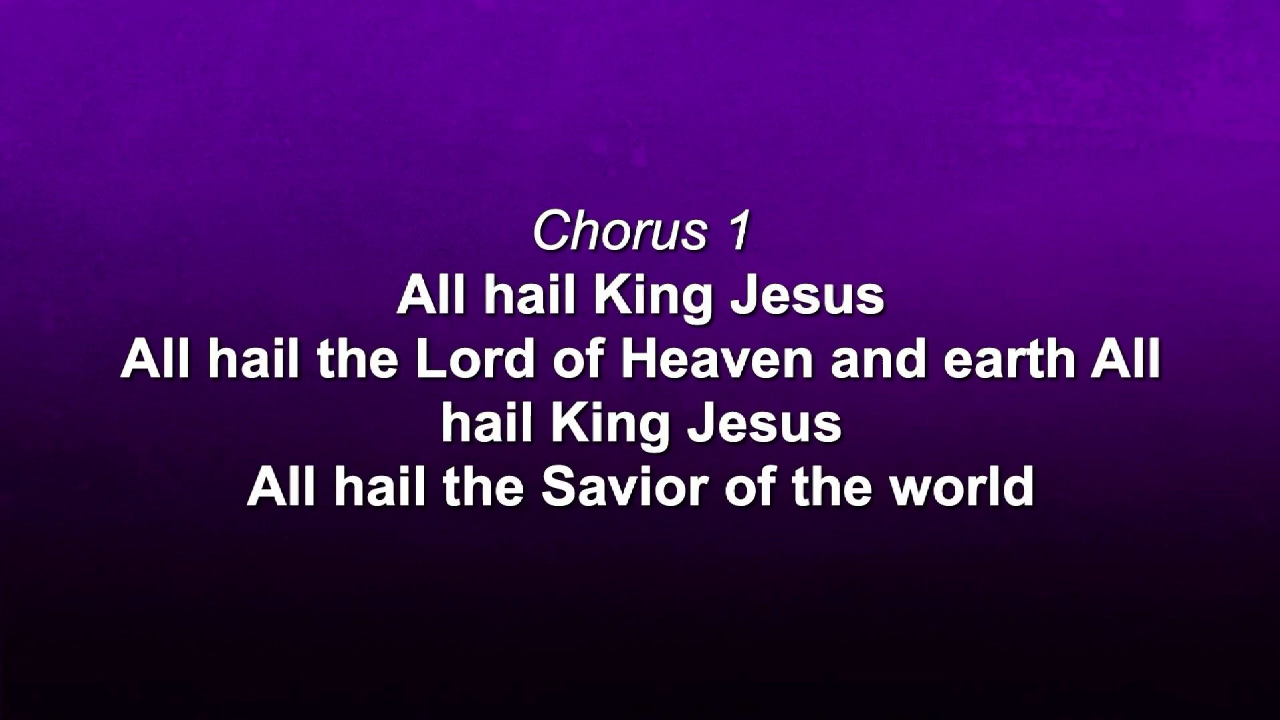 Chorus 1
All hail King Jesus
All hail the Lord of Heaven and earth All
hail King Jesus
All hail the Savior of the world